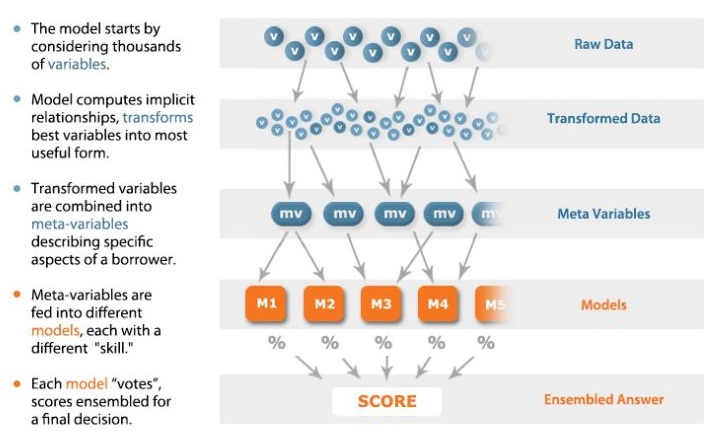 The model starts by
considering thousands
of variables.
Model computes implicit
relationships, transforms
best variables into most
useful form.
Transformed variables
are combined into
meta-variables
describing specific
aspects of a borrower.
Meta-variables are
fed into different
models, each with a
different "skill."
Each model “votes”,
scores ensembled for
a final decision.
v v v v v v v v v v v
Raw Data
v v v v v v v v v v v v v v v v v v v v v v v v v v
Transformed Data
mv mv mv mv mv
Meta Variables
M1 M2 M3 M4 M5
Models
% % % % %
SCORE
Ensembled Answer